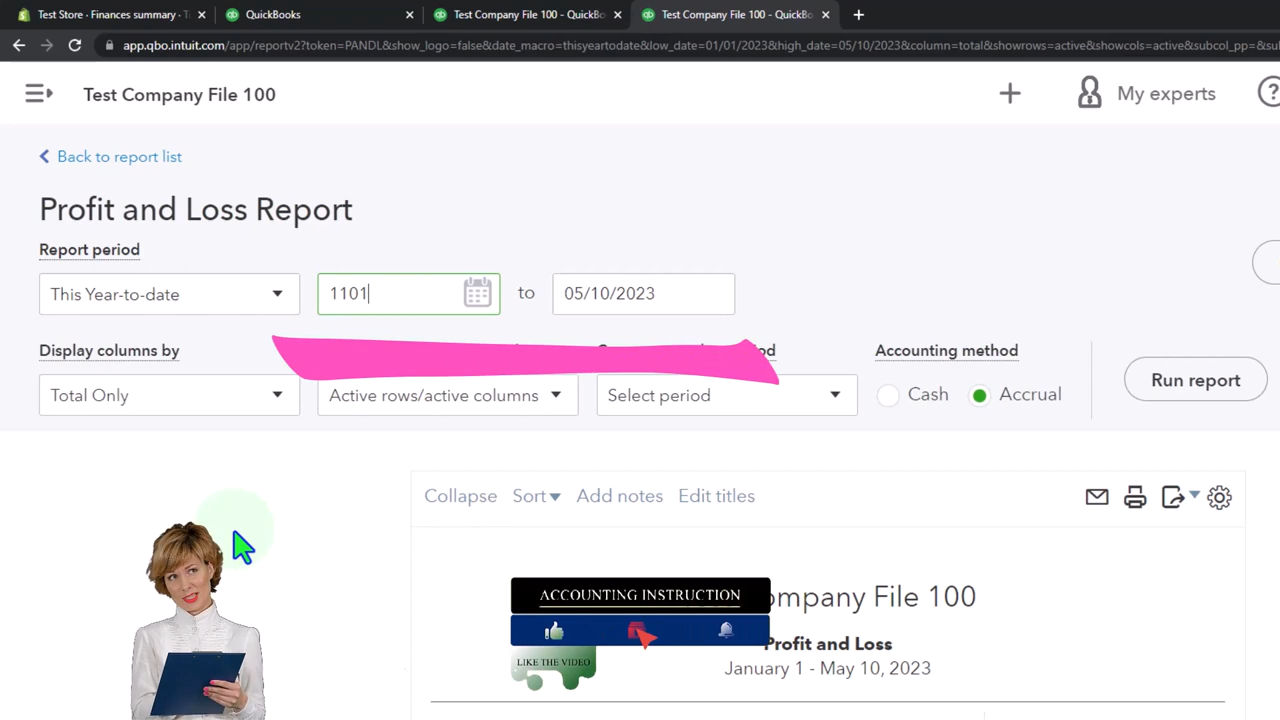 Test Store · Finances summary · T
QuickBooks
Test Company File 100 - QuickBo
Test Company File 100 - QuickBo
app.qbo.intuit.com/app/reportv2?token=PANDL&show_logo=false&date_macro=thisyeartodate&low_date=01/01/2023&high_date=05/10/2023&column=total&showrows=active&showcols=active&subcol_pp=&sul
Test Company File 100
My experts
Back to report list
Profit and Loss Report
Report period
This Year-to-date
1101
to
05/10/2023
Display columns by
Accounting method
Total Only
Active rows/active columns
Select period
Cash
Accrual
Run report
Collapse
Sort
Add notes
Edit titles
ACCOUNTING INSTRUCTION
ompany File 100
LIKE THE VIDEO
Profit and Loss
January 1 - May 10, 2023